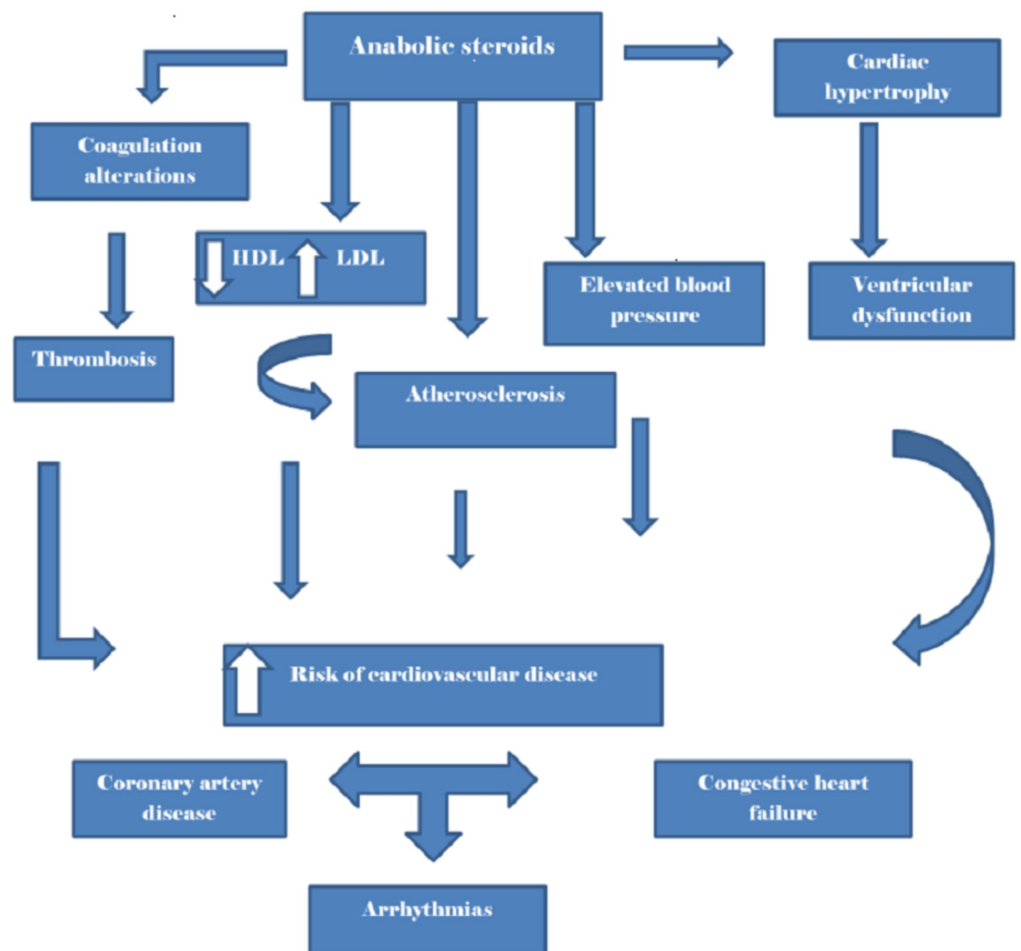 Anabolic steroids
Cardiac
hypertrophy
Coagulation
alterations
HDL LDL
Elevated blood
pressure
Ventricular
dysfunction
Thrombosis
Atherosclerosis
Risk of cardiovascular disease
Coronary artery
disease
Congestive heart
failure
Arrhythmias